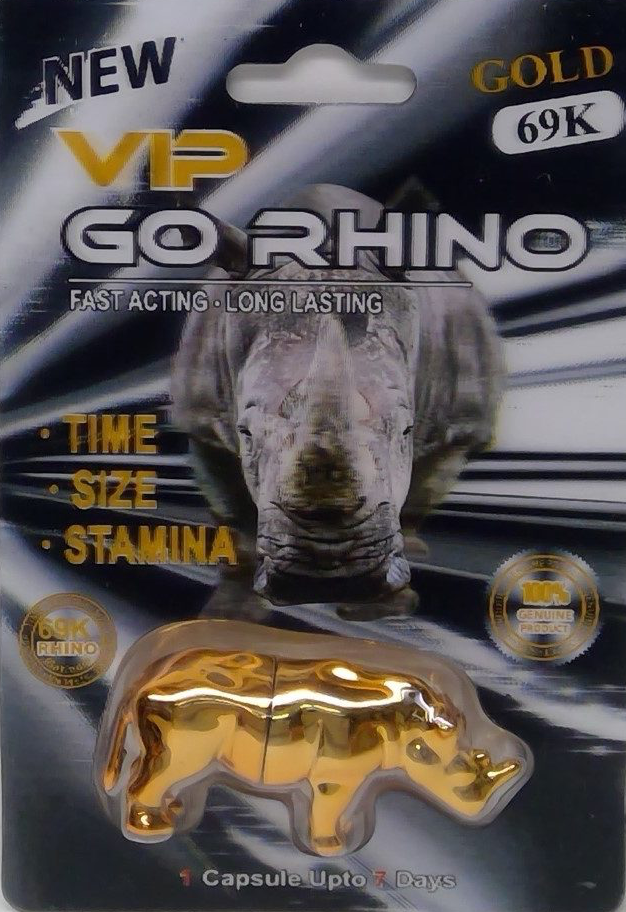 NEW
GOLD
69K
VIP
GO RHINO
FAST ACTING · LONG LASTING
· TIME
· SIZE
· STAMINA
69K
RHINO
100%
GENUINE
PRODUCT
1 Capsule Upto 7 Days